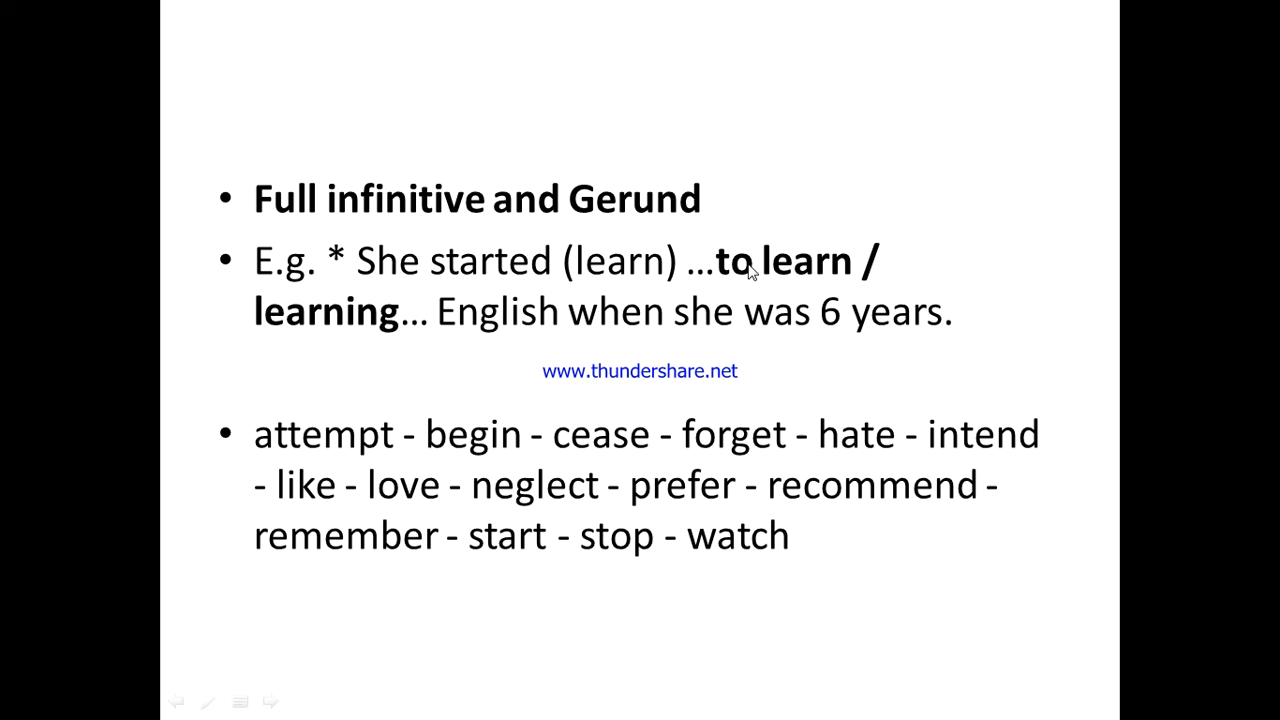 • Full infinitive and Gerund
• E.g. * She started (learn) …to learn /
learning… English when she was 6 years.
www.thundershare.net
• attempt - begin - cease - forget - hate - intend
- like - love - neglect - prefer - recommend -
remember - start - stop - watch